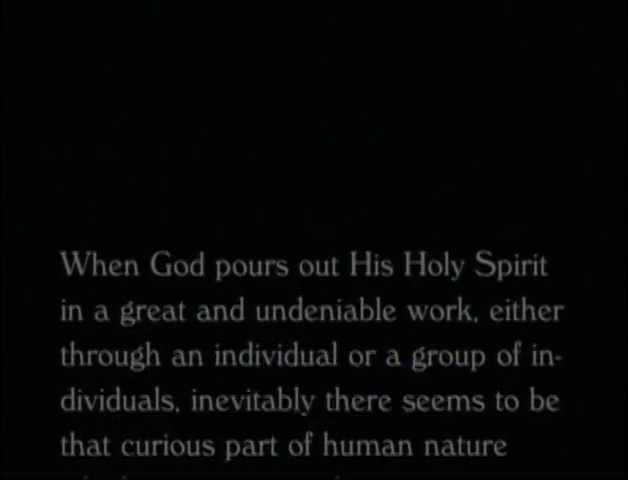 When God pours out His Holy Spirit
in a great and undeniable work, either
through an individual or a group of in-
dividuals, inevitably there seems to be
that curious part of human nature